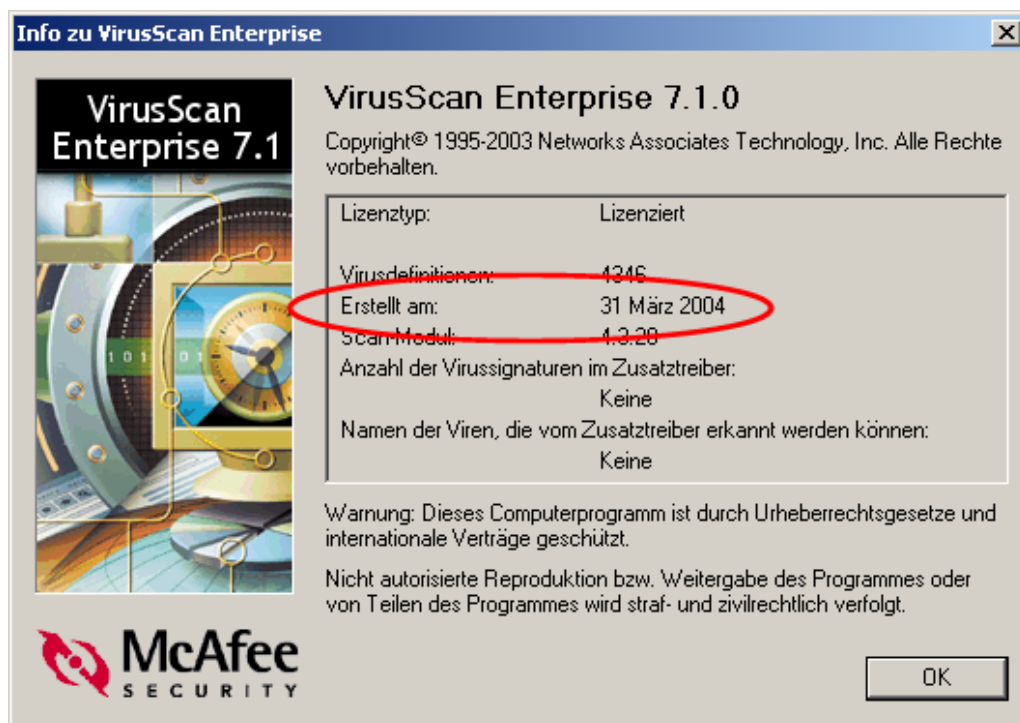 Info zu VirusScan Enterprise
VirusScan
Enterprise 7.1
VirusScan Enterprise 7.1.0
Copyright© 1995-2003 Networks Associates Technology, Inc. Alle Rechte
vorbehalten.
Lizenztyp: Lizenziert
Virusdefinitionen: 4346
Erstellt am: 31 März 2004
Scan-Modul: 4.3.20
Anzahl der Virussignaturen im Zusatztreiber:
Keine
Namen der Viren, die vom Zusatztreiber erkannt werden können:
Keine
Warnung: Dieses Computerprogramm ist durch Urheberrechtsgesetze und
internationale Verträge geschützt.
Nicht autorisierte Reproduktion bzw. Weitergabe des Programmes oder
von Teilen des Programmes wird straf- und zivilrechtlich verfolgt.
101 01
McAfee
SECURITY
OK